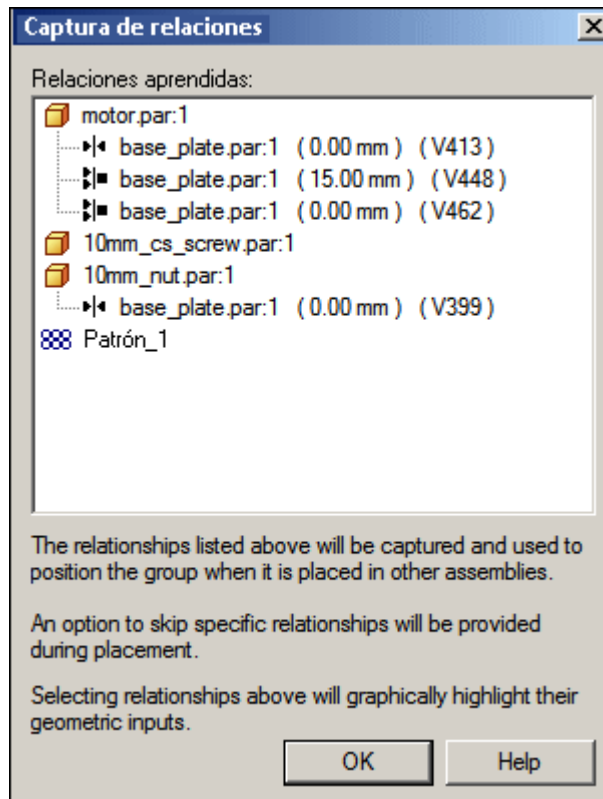 Captura de relaciones
Relaciones aprendidas:
motor.par:1
base_plate.par:1 ( 0.00 mm ) ( V413 )
base_plate.par:1 ( 15.00 mm ) ( V448 )
base_plate.par:1 ( 0.00 mm ) ( V462 )
10mm_cs_screw.par:1
10mm_nut.par:1
base_plate.par:1 ( 0.00 mm ) ( V399 )
Patrón_1
The relationships listed above will be captured and used to
position the group when it is placed in other assemblies.
An option to skip specific relationships will be provided
during placement.
Selecting relationships above will graphically highlight their
geometric inputs.
OK Help